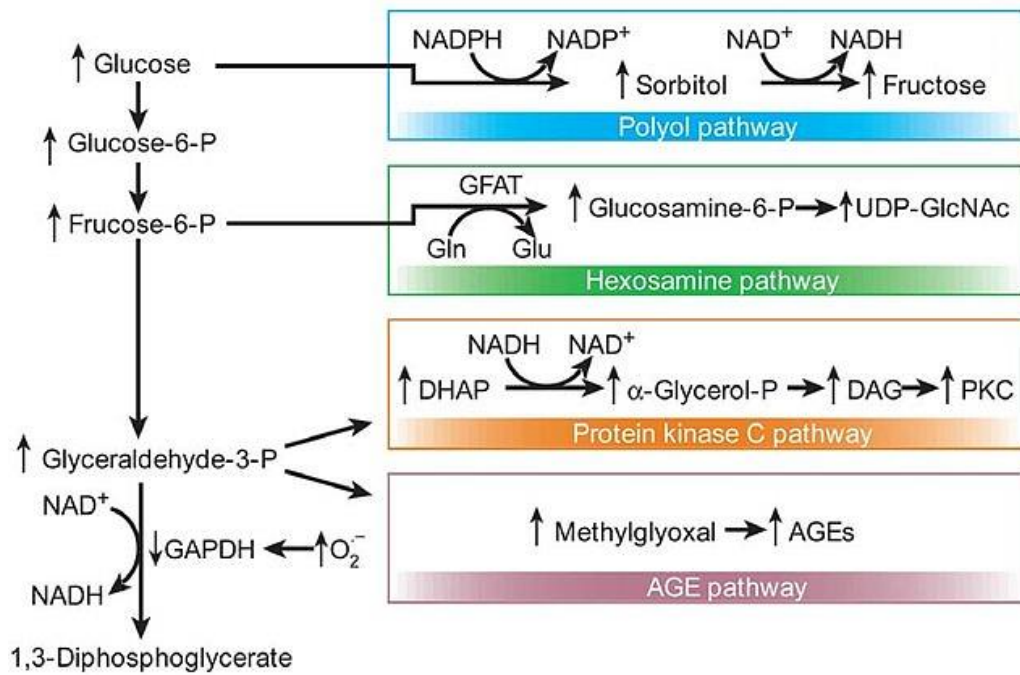 NADPH NADP⁺ NAD⁺ NADH
↑ Glucose
↑ Sorbitol ↑ Fructose
Polyol pathway
↑ Glucose-6-P
GFAT
↑ Frucose-6-P
↑ Glucosamine-6-P → ↑ UDP-GlcNAc
Gln Glu
Hexosamine pathway
NADH NAD⁺
↑ DHAP ↑ α-Glycerol-P → ↑ DAG → ↑ PKC
Protein kinase C pathway
↑ Glyceraldehyde-3-P
NAD⁺
↓ GAPDH ← ↑ O₂·⁻
NADH
↑ Methylglyoxal → ↑ AGEs
AGE pathway
1,3-Diphosphoglycerate